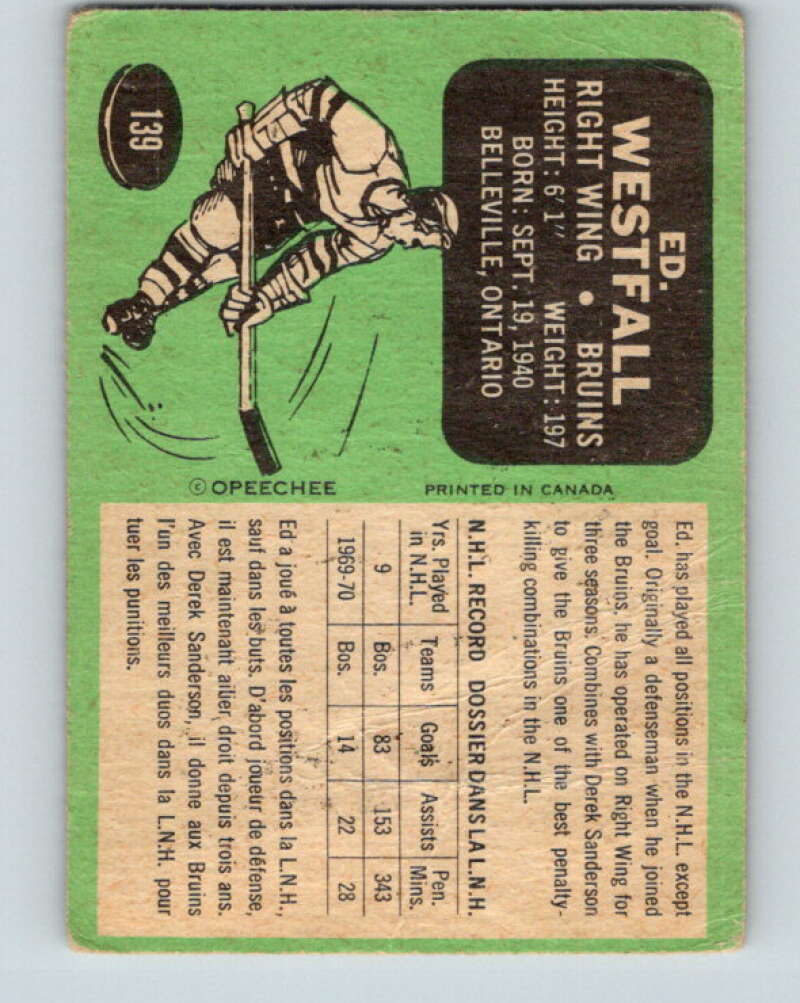 139
ED.
WESTFALL
RIGHT WING • BRUINS
HEIGHT: 6'1" WEIGHT: 197
BORN: SEPT. 19, 1940
BELLEVILLE, ONTARIO
© OPEECHEE
PRINTED IN CANADA
Ed. has played all positions in the N.H.L. except
goal. Originally a defenseman when he joined
the Bruins, he has operated on Right Wing for
three seasons. Combines with Derek Sanderson
to give the Bruins one of the best penalty-
killing combinations in the N.H.L.
N.H.L. RECORD DOSSIER DANS LA L.N.H.
Yrs. Played in N.H.L. Teams Goals Assists Pen. Mins.
9 Bos. 83 153 343
1969-70 Bos. 14 22 28
Ed a joué à toutes les positions dans la L.N.H.,
sauf dans les buts. D'abord joueur de défense,
il est maintenant ailier droit depuis trois ans.
Avec Derek Sanderson, il donne aux Bruins
l'un des meilleurs duos dans la L.N.H. pour
tuer les punitions.